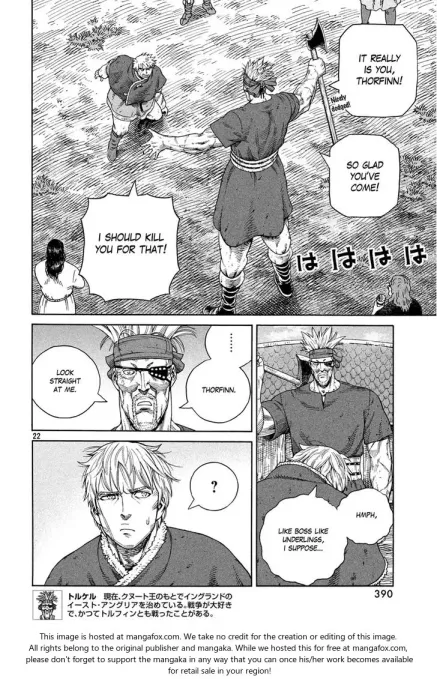 IT REALLY
IS YOU,
THORFINN!
Nicely
dodged!
SO GLAD
YOU'VE
COME!
I SHOULD KILL
YOU FOR THAT!
は は は は
......
THORFINN.
LOOK
STRAIGHT
AT ME.
22
?
HMPH,
LIKE BOSS LIKE
UNDERLINGS,
I SUPPOSE...
390
トルケル 現在、クヌート王のもとでイングランドの
イースト・アングリアを治めている。戦争が大好き
で、かつてトルフィンとも戦ったことがある。
This image is hosted at mangafox.com. We take no credit for the creation or editing of this image.
All rights belong to the original publisher and mangaka. While we hosted this for free at mangafox.com,
please don't forget to support the mangaka in any way that you can once his/her work becomes available
for retail sale in your region!